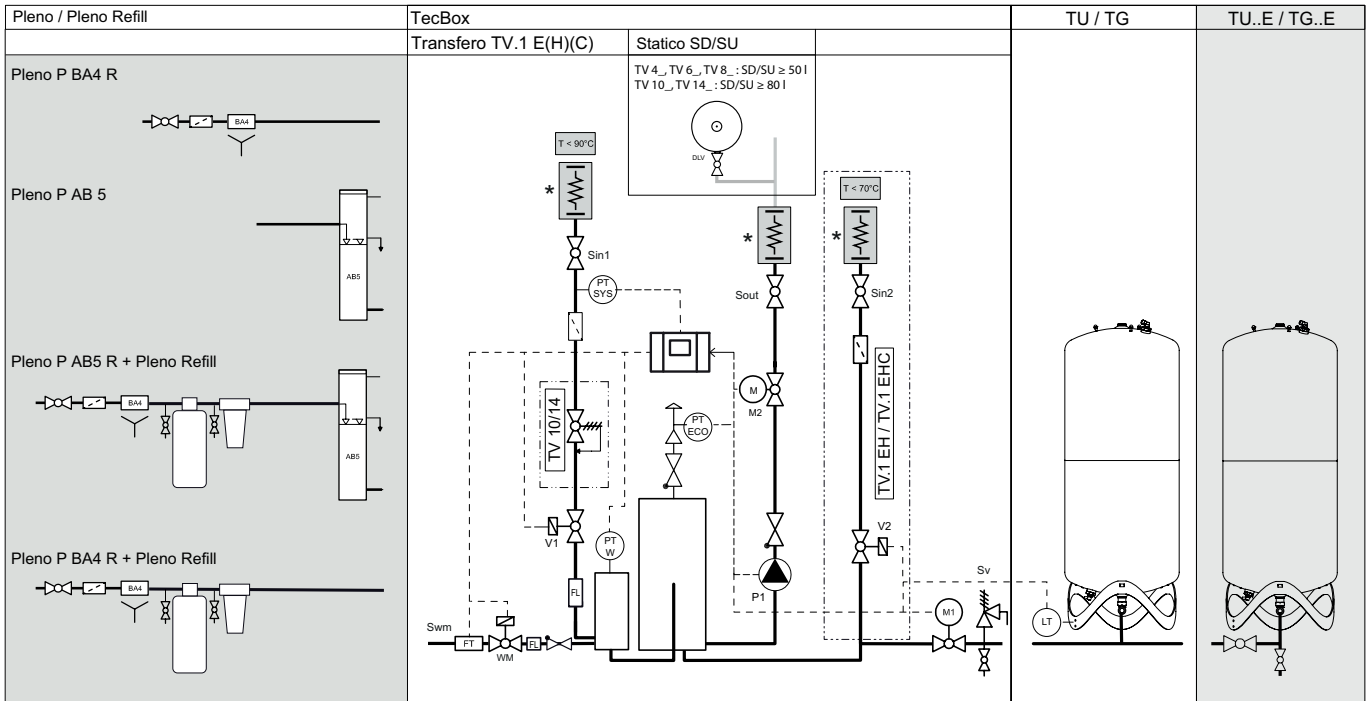 Pleno / Pleno Refill
TecBox
TU / TG
TU..E / TG..E
Transfero TV.1 E(H)(C)
Statico SD/SU
Pleno P BA4 R
BA4
Pleno P AB 5
AB5
Pleno P AB5 R + Pleno Refill
BA4
AB5
Pleno P BA4 R + Pleno Refill
BA4
TV 4_, TV 6_, TV 8_ : SD/SU ≥ 50 l
TV 10_, TV 14_ : SD/SU ≥ 80 l
DLV
T < 90°C
*
Sin1
PT
SYS
TV 10/14
V1
PT
W
FL
Swm
FT
WM
FL
PT
ECO
*
Sout
M
M2
P1
T < 70°C
*
Sin2
TV.1 EH / TV.1 EHC
V2
Sv
M1
LT